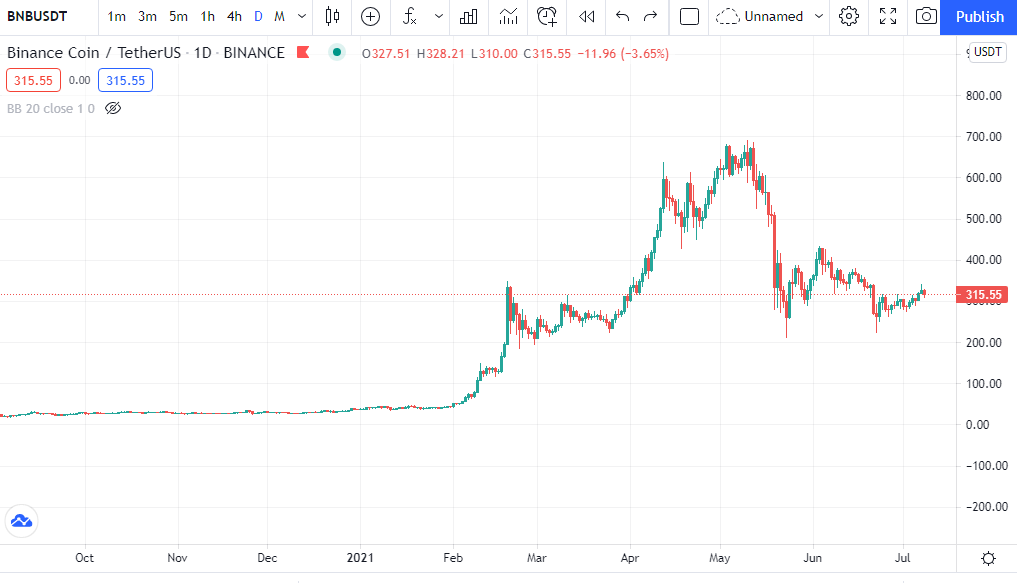 BNBUSDT 1m 3m 5m 1h 4h D M Unnamed Publish
Binance Coin / TetherUS · 1D · BINANCE O327.51 H328.21 L310.00 C315.55 −11.96 (−3.65%)
USDT
315.55 0.00 315.55
BB 20 close 1 0
800.00
700.00
600.00
500.00
400.00
315.55
300.00
200.00
100.00
0.00
−100.00
−200.00
Oct Nov Dec 2021 Feb Mar Apr May Jun Jul